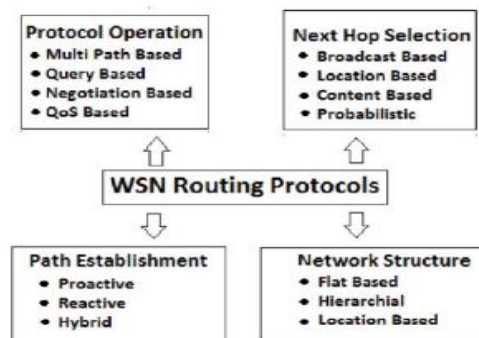 Protocol Operation
• Multi Path Based
• Query Based
• Negotiation Based
• QoS Based
Next Hop Selection
• Broadcast Based
• Location Based
• Content Based
• Probabilistic
WSN Routing Protocols
Path Establishment
• Proactive
• Reactive
• Hybrid
Network Structure
• Flat Based
• Hierarchial
• Location Based